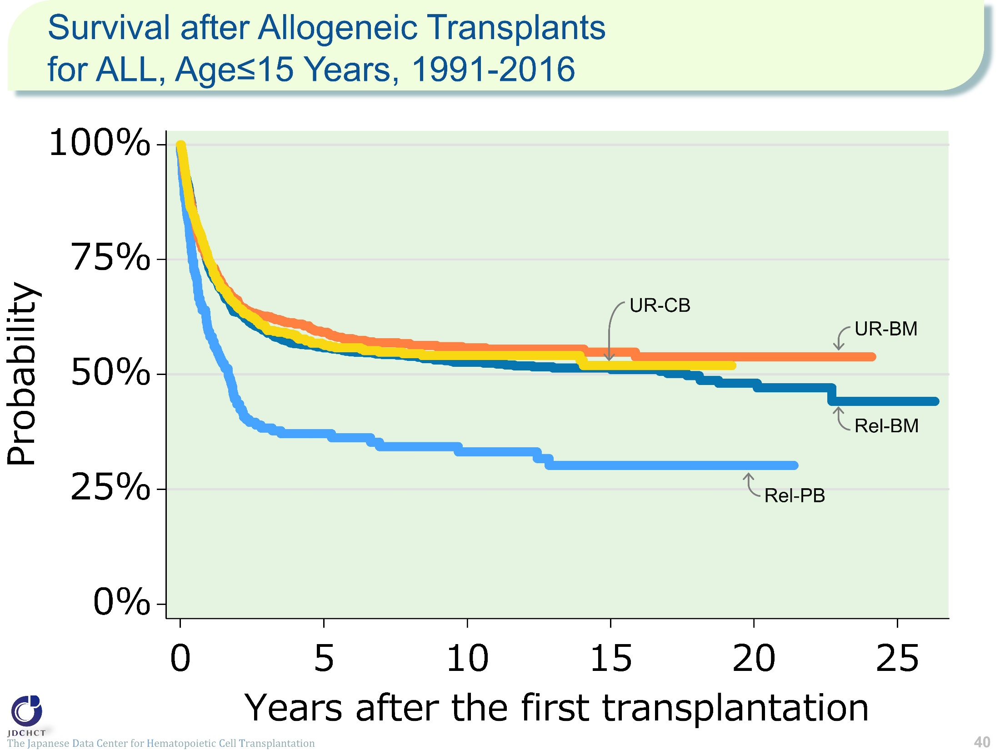 Survival after Allogeneic Transplants
for ALL, Age≤15 Years, 1991-2016
100%
75%
50%
25%
0%
Probability
UR-CB
UR-BM
Rel-BM
Rel-PB
0 5 10 15 20 25
Years after the first transplantation
JDCHCT
The Japanese Data Center for Hematopoietic Cell Transplantation
40